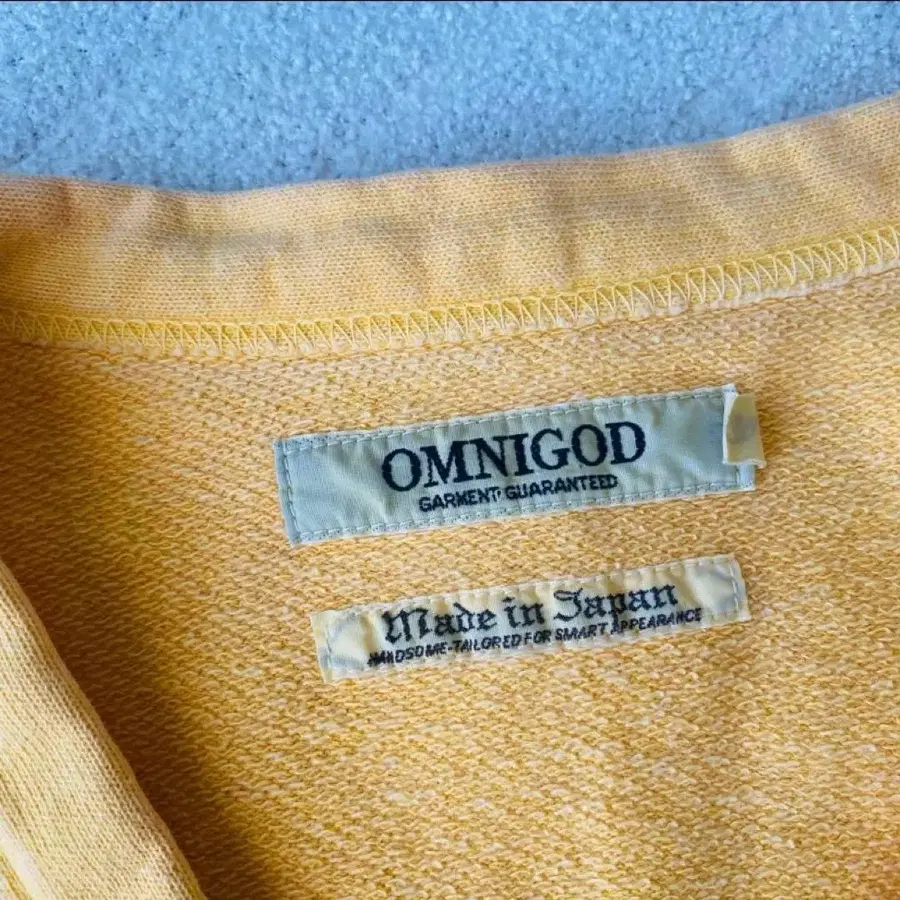 OMNIGOD
GARMENT GUARANTEED
Made in Japan
HANDSOME-TAILORED FOR SMART APPEARANCE